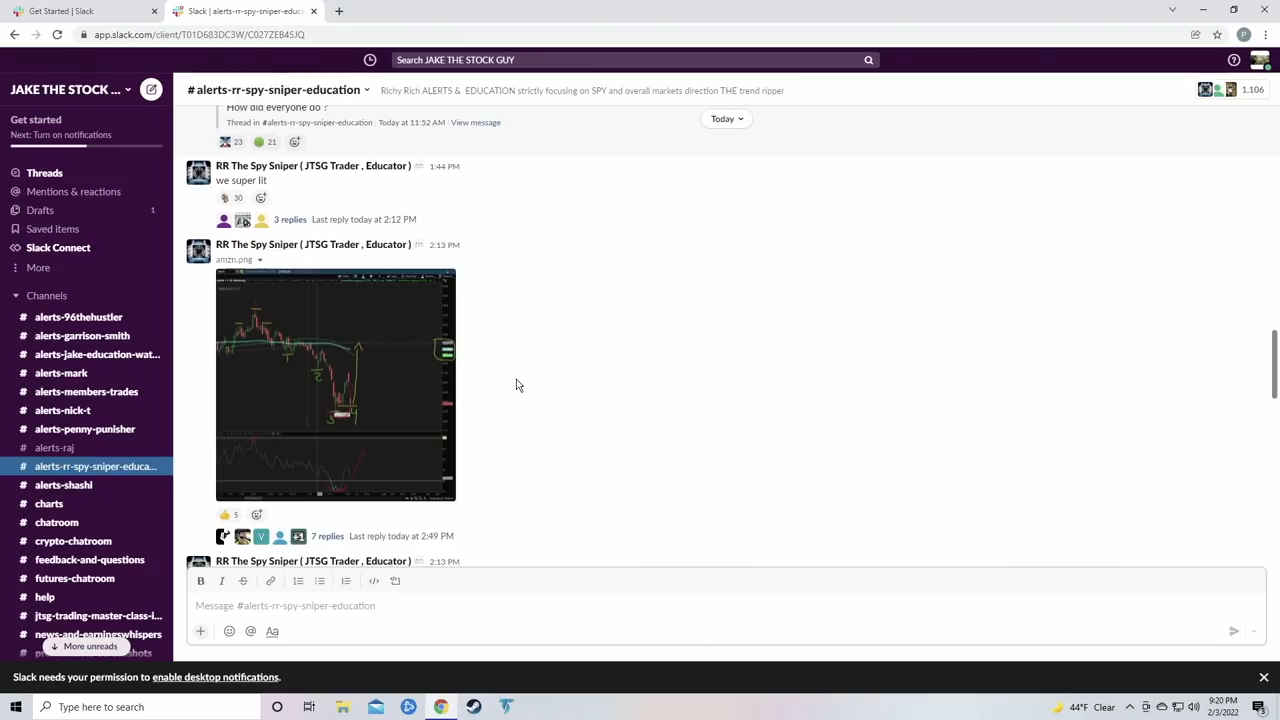 Get Started | Slack
Slack | alerts-rr-spy-sniper-educa
app.slack.com/client/T01D683DC3W/C027ZEB45JQ
P
Search JAKE THE STOCK GUY
JAKE THE STOCK ...
Get started
Next: Turn on notifications
Threads
Mentions & reactions
Drafts 1
Saved items
Slack Connect
More
Channels
# alerts-96thehustler
# alerts-garrison-smith
# alerts-jake-education-wat...
# alerts-mark
# alerts-members-trades
# alerts-nick-t
# alerts-penny-punisher
# alerts-raj
# alerts-rr-spy-sniper-educa...
# alerts-shashi
# charts
# chatroom
# crypto-chatroom
# feedback-and-questions
# futures-chatroom
# help
# jtsg-trading-master-class-i...
# news-and-earningswhispers
More unreads
# alerts-rr-spy-sniper-education
Richy Rich ALERTS & EDUCATION strictly focusing on SPY and overall markets direction THE trend ripper
1,106
How did everyone do ?
Thread in #alerts-rr-spy-sniper-education Today at 11:52 AM View message
Today
23 21
RR The Spy Sniper ( JTSG Trader , Educator ) 1:44 PM
we super lit
30
3 replies Last reply today at 2:12 PM
RR The Spy Sniper ( JTSG Trader , Educator ) 2:13 PM
amzn.png
1
2
3
4
5
V +1 7 replies Last reply today at 2:49 PM
RR The Spy Sniper ( JTSG Trader , Educator ) 2:13 PM
B I S
Message #alerts-rr-spy-sniper-education
+ @ Aa
Slack needs your permission to enable desktop notifications.
Type here to search
44°F Clear
9:20 PM
2/3/2022
3